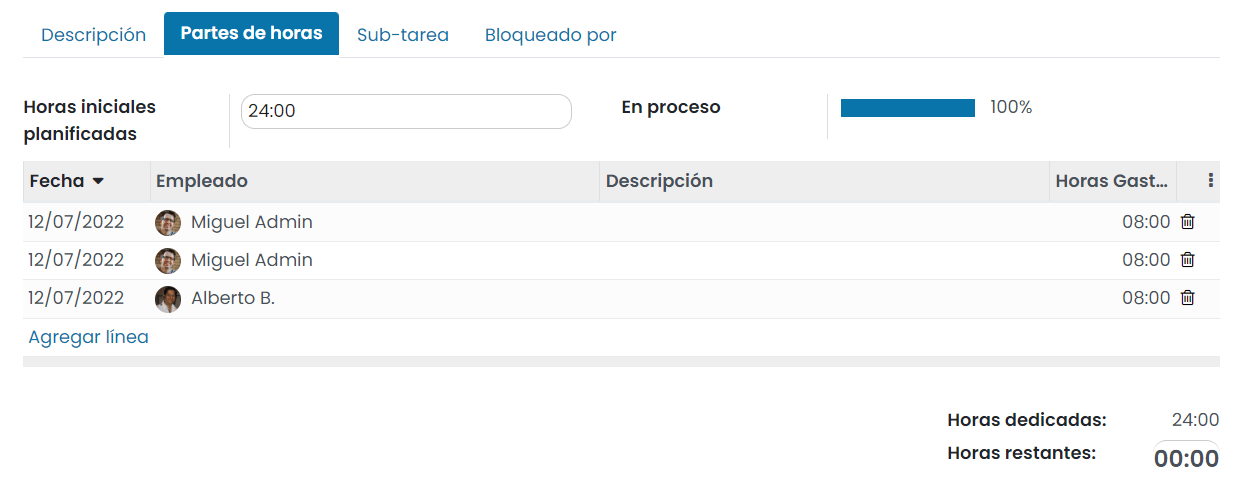 Descripción Partes de horas Sub-tarea Bloqueado por
Horas iniciales planificadas 24:00 En proceso 100%
Fecha Empleado Descripción Horas Gast...
12/07/2022 Miguel Admin 08:00
12/07/2022 Miguel Admin 08:00
12/07/2022 Alberto B. 08:00
Agregar línea
Horas dedicadas: 24:00
Horas restantes: 00:00